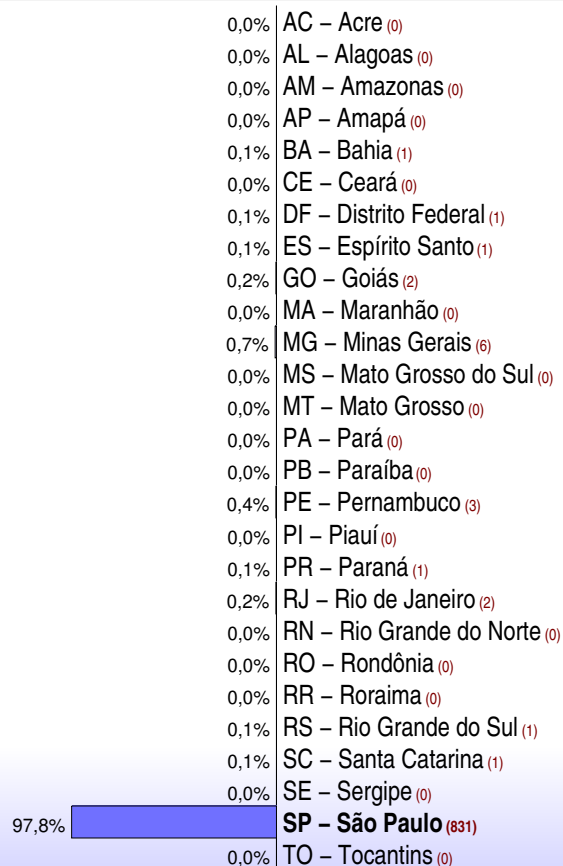 0,0% AC – Acre (0)
0,0% AL – Alagoas (0)
0,0% AM – Amazonas (0)
0,0% AP – Amapá (0)
0,1% BA – Bahia (1)
0,0% CE – Ceará (0)
0,1% DF – Distrito Federal (1)
0,1% ES – Espírito Santo (1)
0,2% GO – Goiás (2)
0,0% MA – Maranhão (0)
0,7% MG – Minas Gerais (6)
0,0% MS – Mato Grosso do Sul (0)
0,0% MT – Mato Grosso (0)
0,0% PA – Pará (0)
0,0% PB – Paraíba (0)
0,4% PE – Pernambuco (3)
0,0% PI – Piauí (0)
0,1% PR – Paraná (1)
0,2% RJ – Rio de Janeiro (2)
0,0% RN – Rio Grande do Norte (0)
0,0% RO – Rondônia (0)
0,0% RR – Roraima (0)
0,1% RS – Rio Grande do Sul (1)
0,1% SC – Santa Catarina (1)
0,0% SE – Sergipe (0)
97,8% SP – São Paulo (831)
0,0% TO – Tocantins (0)